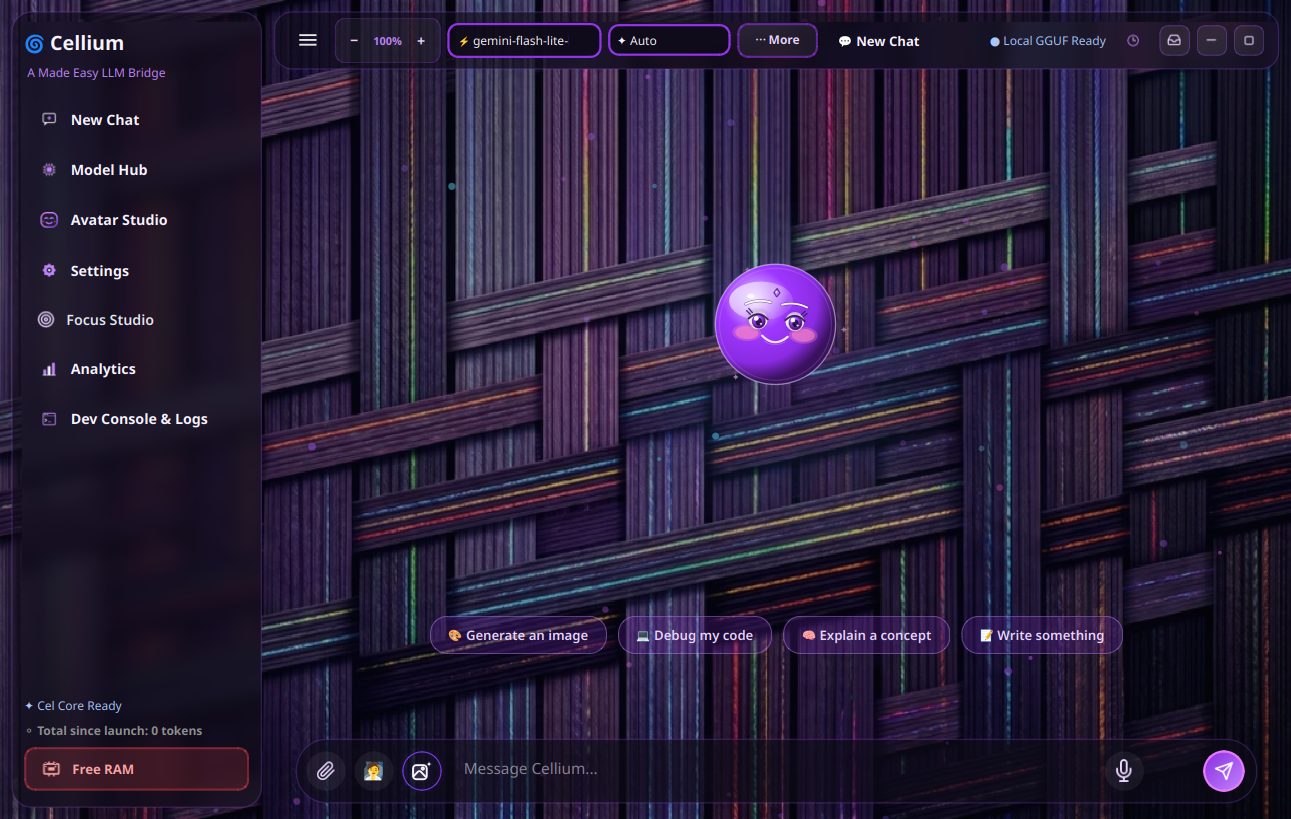 Cellium
A Made Easy LLM Bridge
New Chat
Model Hub
Avatar Studio
Settings
Focus Studio
Analytics
Dev Console & Logs
✦ Cel Core Ready
◦ Total since launch: 0 tokens
Free RAM
− 100% +
⚡ gemini-flash-lite-
✦ Auto
··· More
💬 New Chat
● Local GGUF Ready
🎨 Generate an image
💻 Debug my code
🧠 Explain a concept
📝 Write something
Message Cellium...